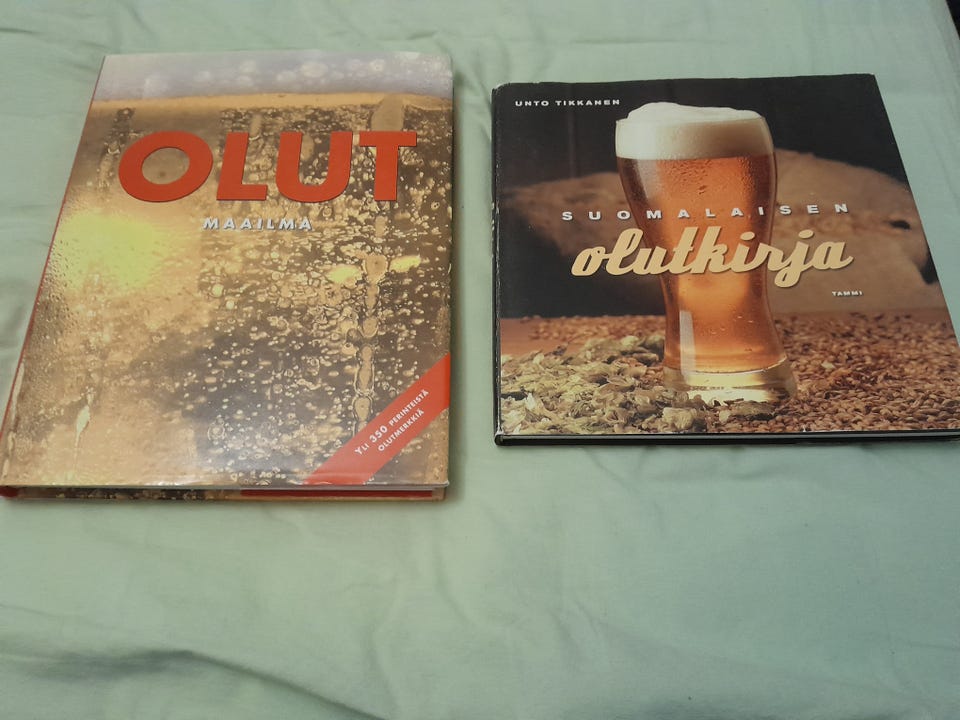 OLUT
MAAILMA
YLI 350 PERINTEISTÄ
OLUTMERKKIÄ
UNTO TIKKANEN
SUOMALAISEN
olutkirja
TAMMI